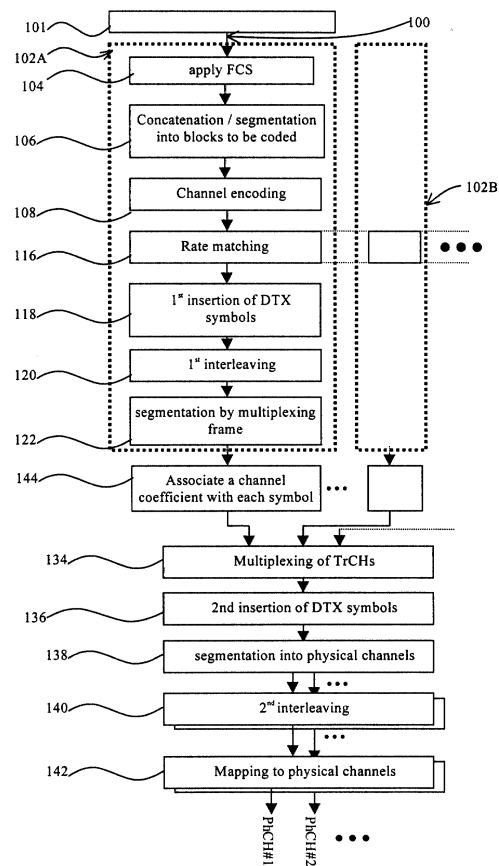 101
100
102A
104
apply FCS
106
Concatenation / segmentation
into blocks to be coded
102B
108
Channel encoding
116
Rate matching
•••
118
1st insertion of DTX
symbols
120
1st interleaving
122
segmentation by multiplexing
frame
144
Associate a channel
coefficient with each symbol
•••
134
Multiplexing of TrCHs
136
2nd insertion of DTX symbols
138
segmentation into physical channels
•••
140
2nd interleaving
•••
142
Mapping to physical channels
PhCH#1
PhCH#2
•••